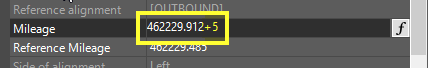 Reference alignment [OUTBOUND]
Mileage 462229.912+5 f
Reference Mileage 462229.485
Side of alignment Left